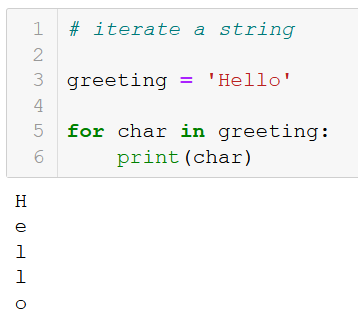 1 # iterate a string
2
3 greeting = 'Hello'
4
5 for char in greeting:
6     print(char)
H
e
l
l
o